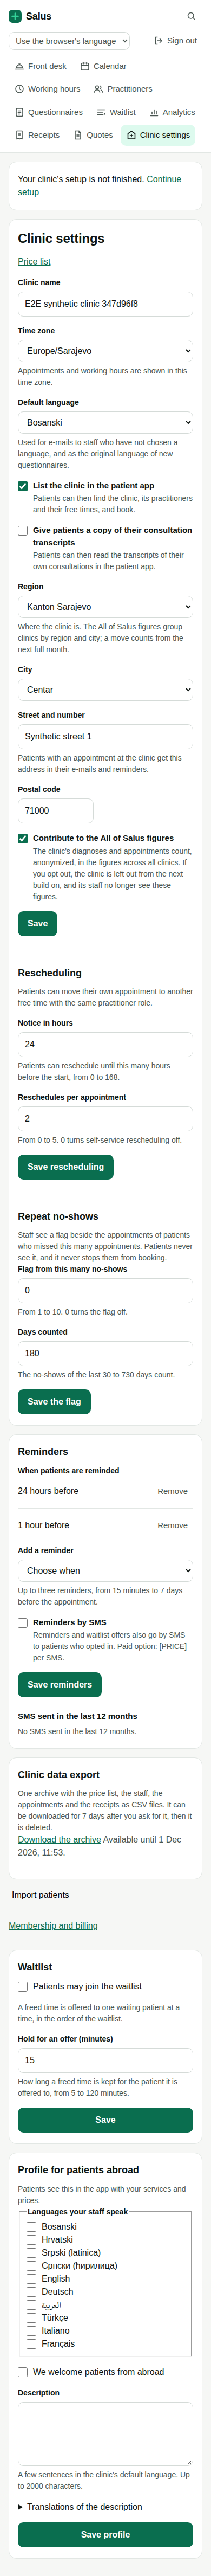 Salus
Use the browser's language
Sign out
Front desk
Calendar
Working hours
Practitioners
Questionnaires
Waitlist
Analytics
Receipts
Quotes
Clinic settings
Your clinic's setup is not finished. Continue
setup
Clinic settings
Price list
Clinic name
E2E synthetic clinic 347d96f8
Time zone
Europe/Sarajevo
Appointments and working hours are shown in this
time zone.
Default language
Bosanski
Used for e-mails to staff who have not chosen a
language, and as the original language of new
questionnaires.
List the clinic in the patient app
Patients can then find the clinic, its practitioners
and their free times, and book.
Give patients a copy of their consultation
transcripts
Patients can then read the transcripts of their
own consultations in the patient app.
Region
Kanton Sarajevo
Where the clinic is. The All of Salus figures group
clinics by region and city; a move counts from the
next full month.
City
Centar
Street and number
Synthetic street 1
Patients with an appointment at the clinic get this
address in their e-mails and reminders.
Postal code
71000
Contribute to the All of Salus figures
The clinic's diagnoses and appointments count,
anonymized, in the figures across all clinics. If
you opt out, the clinic is left out from the next
build on, and its staff no longer see these
figures.
Save
Rescheduling
Patients can move their own appointment to another
free time with the same practitioner role.
Notice in hours
24
Patients can reschedule until this many hours
before the start, from 0 to 168.
Reschedules per appointment
2
From 0 to 5. 0 turns self-service rescheduling off.
Save rescheduling
Repeat no-shows
Staff see a flag beside the appointments of patients
who missed this many appointments. Patients never
see it, and it never stops them from booking.
Flag from this many no-shows
0
From 1 to 10. 0 turns the flag off.
Days counted
180
The no-shows of the last 30 to 730 days count.
Save the flag
Reminders
When patients are reminded
24 hours before
Remove
1 hour before
Remove
Add a reminder
Choose when
Up to three reminders, from 15 minutes to 7 days
before the appointment.
Reminders by SMS
Reminders and waitlist offers also go by SMS
to patients who opted in. Paid option: [PRICE]
per SMS.
Save reminders
SMS sent in the last 12 months
No SMS sent in the last 12 months.
Clinic data export
One archive with the price list, the staff, the
appointments and the receipts as CSV files. It can
be downloaded for 7 days after you ask for it, then it
is deleted.
Download the archive Available until 1 Dec
2026, 11:53.
Import patients
Membership and billing
Waitlist
Patients may join the waitlist
A freed time is offered to one waiting patient at a
time, in the order of the waitlist.
Hold for an offer (minutes)
15
How long a freed time is kept for the patient it is
offered to, from 5 to 120 minutes.
Save
Profile for patients abroad
Patients see this in the app with your services and
prices.
Languages your staff speak
Bosanski
Hrvatski
Srpski (latinica)
Српски (ћирилица)
English
Deutsch
العربية
Türkçe
Italiano
Français
We welcome patients from abroad
Description
A few sentences in the clinic's default language. Up
to 2000 characters.
Translations of the description
Save profile